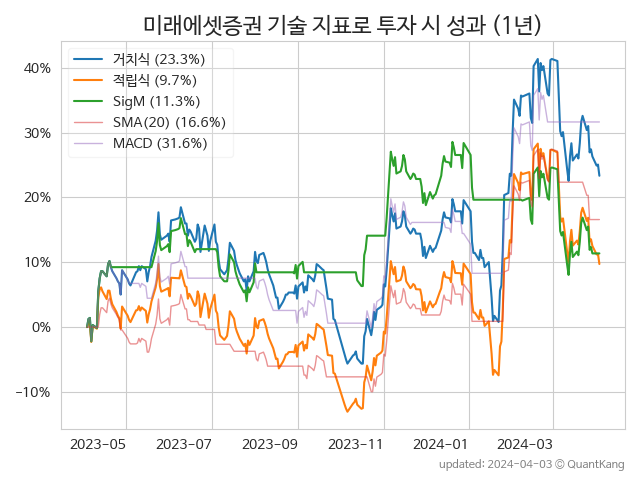 미래에셋증권 기술 지표로 투자 시 성과 (1년)
거치식 (23.3%)
적립식 (9.7%)
SigM (11.3%)
SMA(20) (16.6%)
MACD (31.6%)
40%
30%
20%
10%
0%
−10%
2023-05 2023-07 2023-09 2023-11 2024-01 2024-03
updated: 2024-04-03 © QuantKang